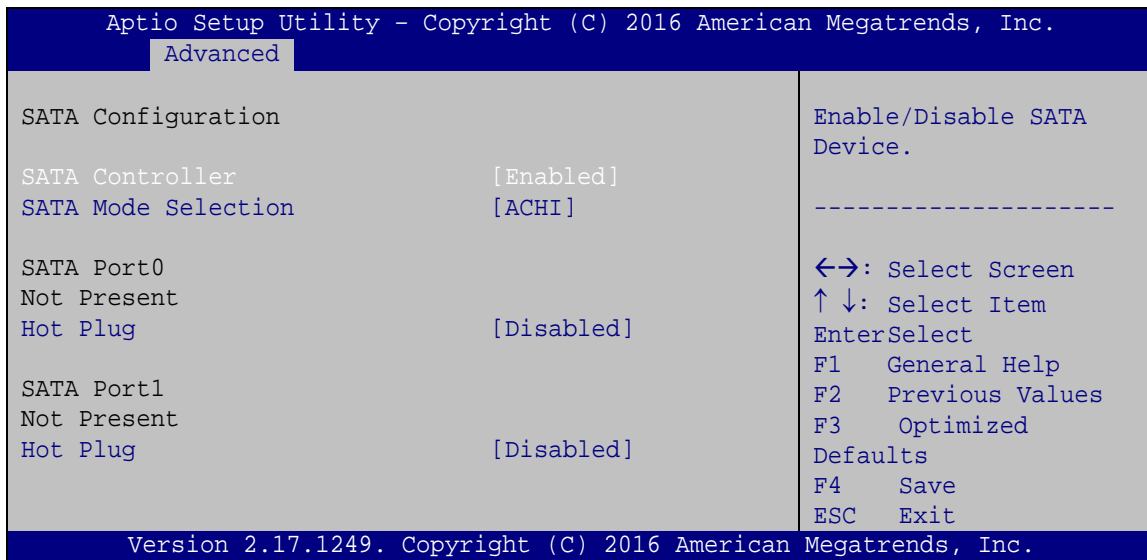 Aptio Setup Utility – Copyright (C) 2016 American Megatrends, Inc.
Advanced
SATA Configuration
SATA Controller [Enabled]
SATA Mode Selection [ACHI]
SATA Port0
Not Present
Hot Plug [Disabled]
SATA Port1
Not Present
Hot Plug [Disabled]
Enable/Disable SATA
Device.
---------------------
←→: Select Screen
↑ ↓: Select Item
EnterSelect
F1 General Help
F2 Previous Values
F3 Optimized
Defaults
F4 Save
ESC Exit
Version 2.17.1249. Copyright (C) 2016 American Megatrends, Inc.